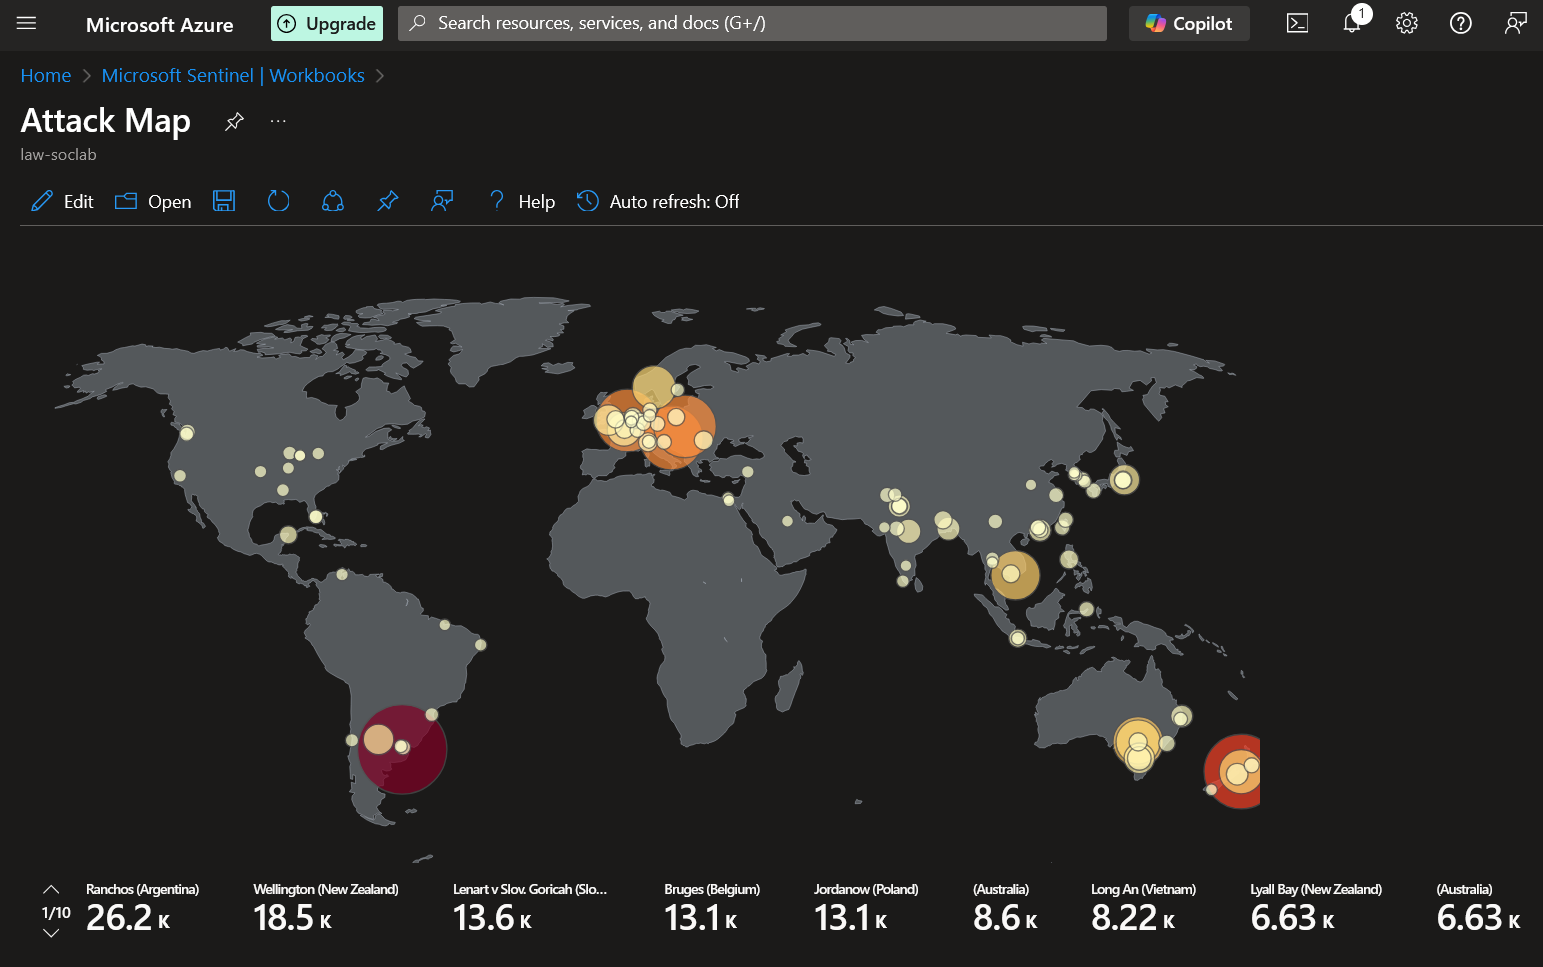 Microsoft Azure
Upgrade
Search resources, services, and docs (G+/)
Copilot
1
Home > Microsoft Sentinel | Workbooks >
Attack Map
...
law-soclab
Edit
Open
Help
Auto refresh: Off
1/10
Ranchos (Argentina)
26.2 K
Wellington (New Zealand)
18.5 K
Lenart v Slov. Goricah (Slo...
13.6 K
Bruges (Belgium)
13.1 K
Jordanow (Poland)
13.1 K
(Australia)
8.6 K
Long An (Vietnam)
8.22 K
Lyall Bay (New Zealand)
6.63 K
(Australia)
6.63 K